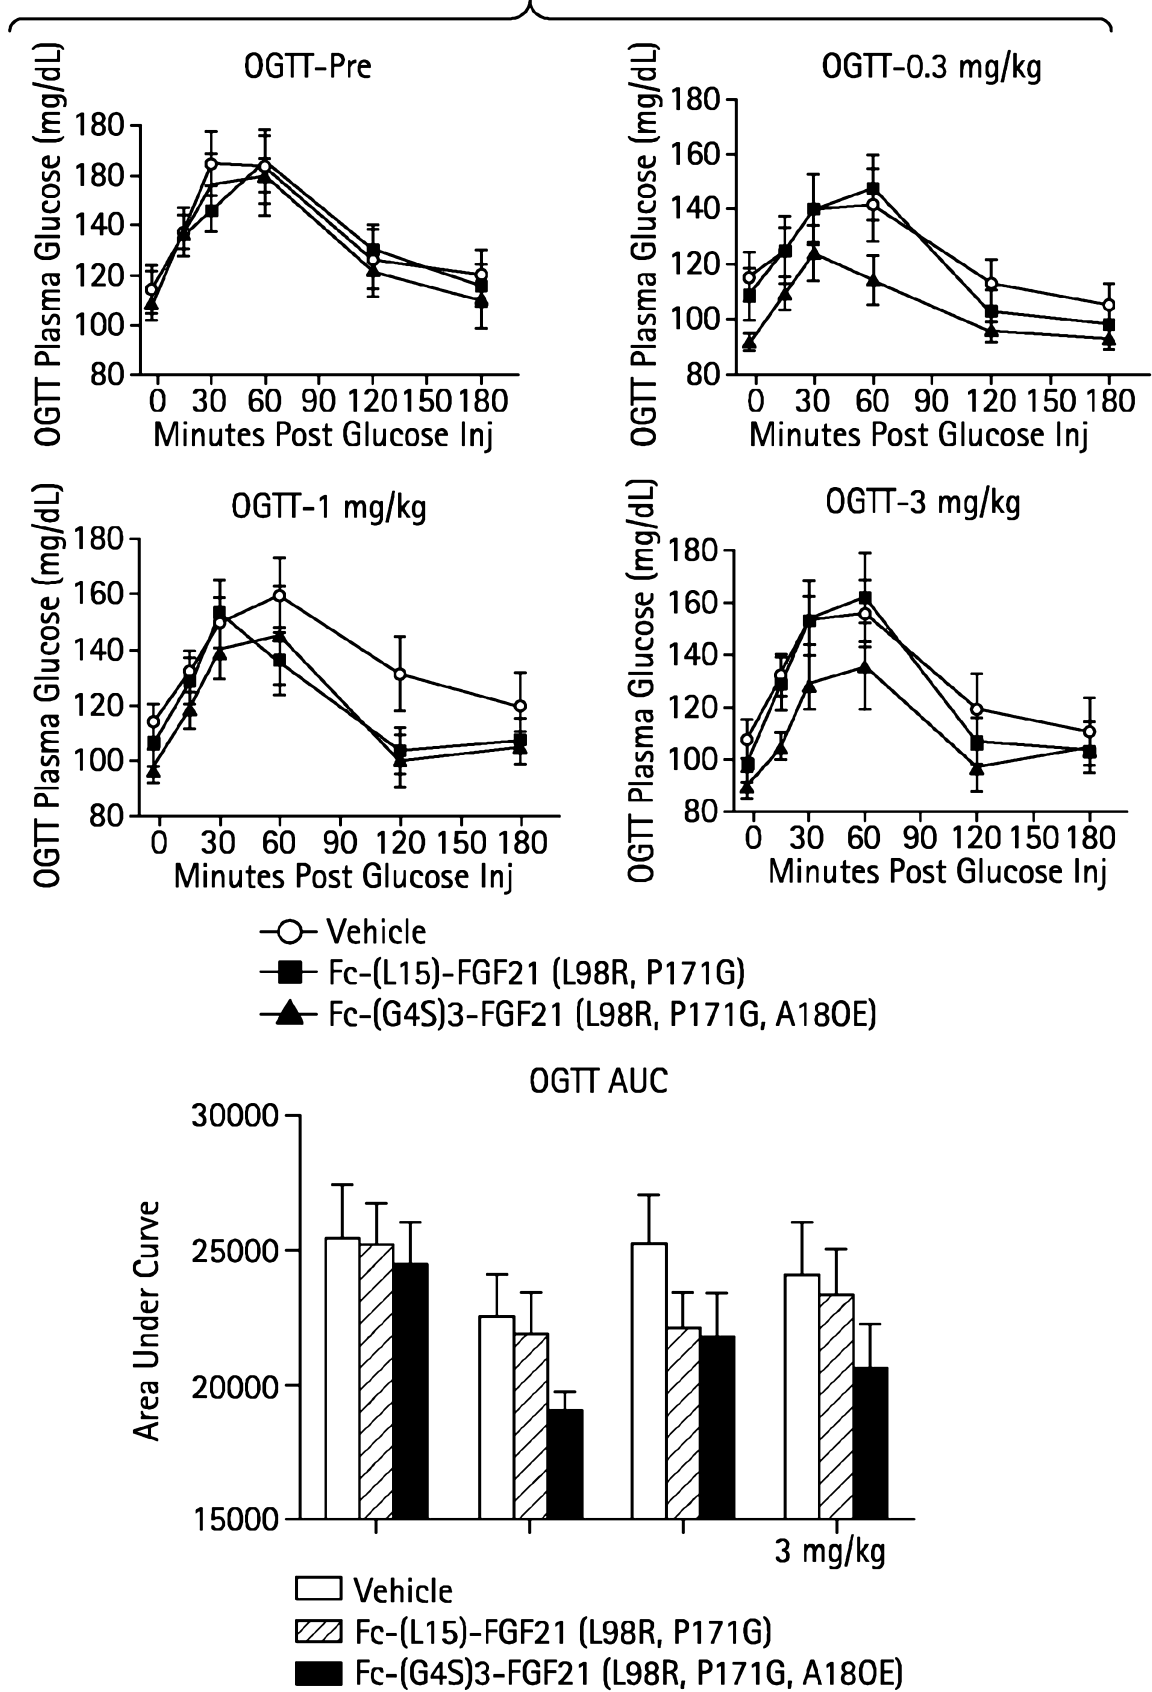 OGTT-Pre
OGTT Plasma Glucose (mg/dL)
180
180
140
120
100
80
0 30 60 90 120 150 180
Minutes Post Glucose Inj
OGTT-0.3 mg/kg
OGTT Plasma Glucose (mg/dL)
180
160
140
120
100
80
0 30 60 90 120 150 180
Minutes Post Glucose Inj
OGTT-1 mg/kg
OGTT Plasma Glucose (mg/dL)
180
160
140
120
100
80
0 30 60 90 120 150 180
Minutes Post Glucose Inj
OGTT-3 mg/kg
OGTT Plasma Glucose (mg/dL)
180
160
140
120
100
80
0 30 60 90 120 150 180
Minutes Post Glucose Inj
Vehicle
Fc-(L15)-FGF21 (L98R, P171G)
Fc-(G4S)3-FGF21 (L98R, P171G, A18OE)
OGTT AUC
Area Under Curve
30000
25000
20000
15000
3 mg/kg
Vehicle
Fc-(L15)-FGF21 (L98R, P171G)
Fc-(G4S)3-FGF21 (L98R, P171G, A18OE)